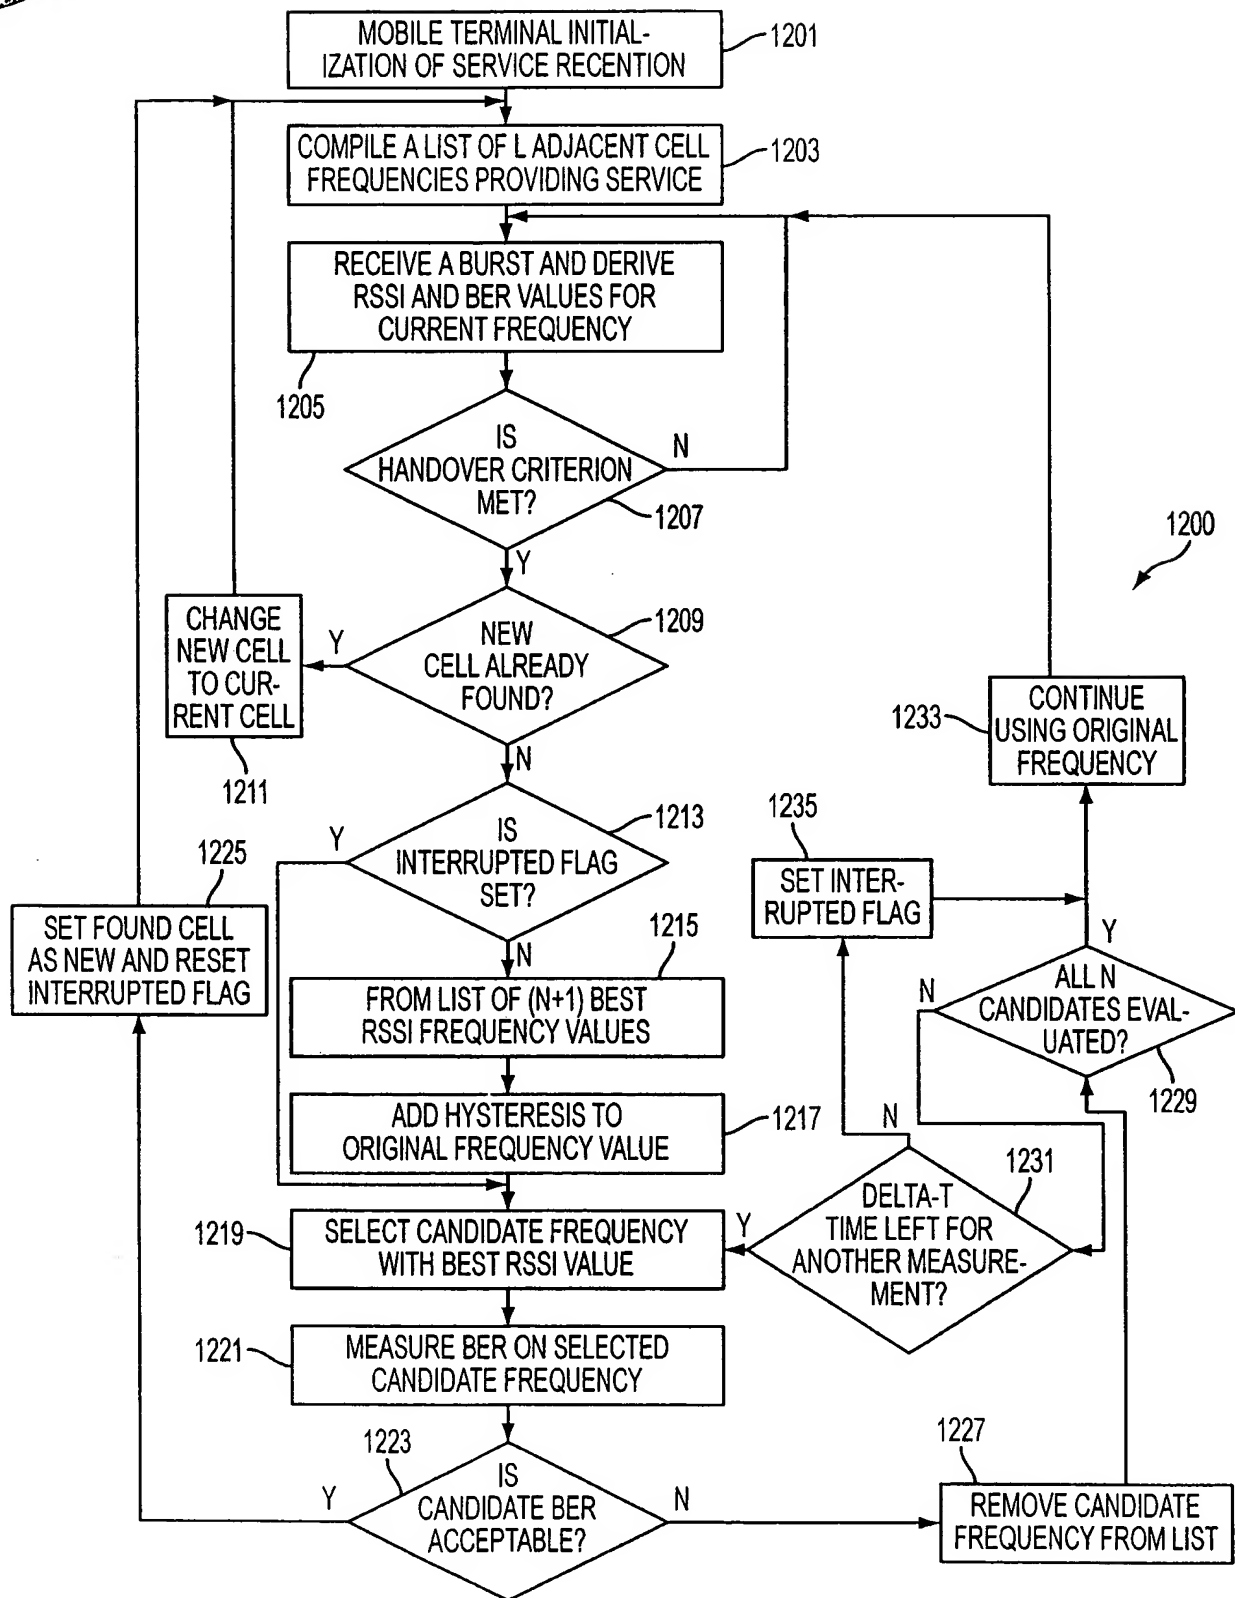 MOBILE TERMINAL INITIAL-
IZATION OF SERVICE RECENTION
1201
COMPILE A LIST OF L ADJACENT CELL
FREQUENCIES PROVIDING SERVICE
1203
RECEIVE A BURST AND DERIVE
RSSI AND BER VALUES FOR
CURRENT FREQUENCY
1205
IS
HANDOVER CRITERION
MET?
N
1207
Y
1200
CHANGE
NEW CELL
TO CUR-
RENT CELL
1211
Y
NEW
CELL ALREADY
FOUND?
1209
N
CONTINUE
USING ORIGINAL
FREQUENCY
1233
Y
IS
INTERRUPTED FLAG
SET?
1213
N
1235
SET INTER-
RUPTED FLAG
1225
SET FOUND CELL
AS NEW AND RESET
INTERRUPTED FLAG
1215
FROM LIST OF (N+1) BEST
RSSI FREQUENCY VALUES
Y
N
ALL N
CANDIDATES EVAL-
UATED?
1229
ADD HYSTERESIS TO
ORIGINAL FREQUENCY VALUE
1217
N
1231
DELTA-T
TIME LEFT FOR
ANOTHER MEASURE-
MENT?
Y
1219
SELECT CANDIDATE FREQUENCY
WITH BEST RSSI VALUE
1221
MEASURE BER ON SELECTED
CANDIDATE FREQUENCY
1223
Y
IS
CANDIDATE BER
ACCEPTABLE?
N
1227
REMOVE CANDIDATE
FREQUENCY FROM LIST